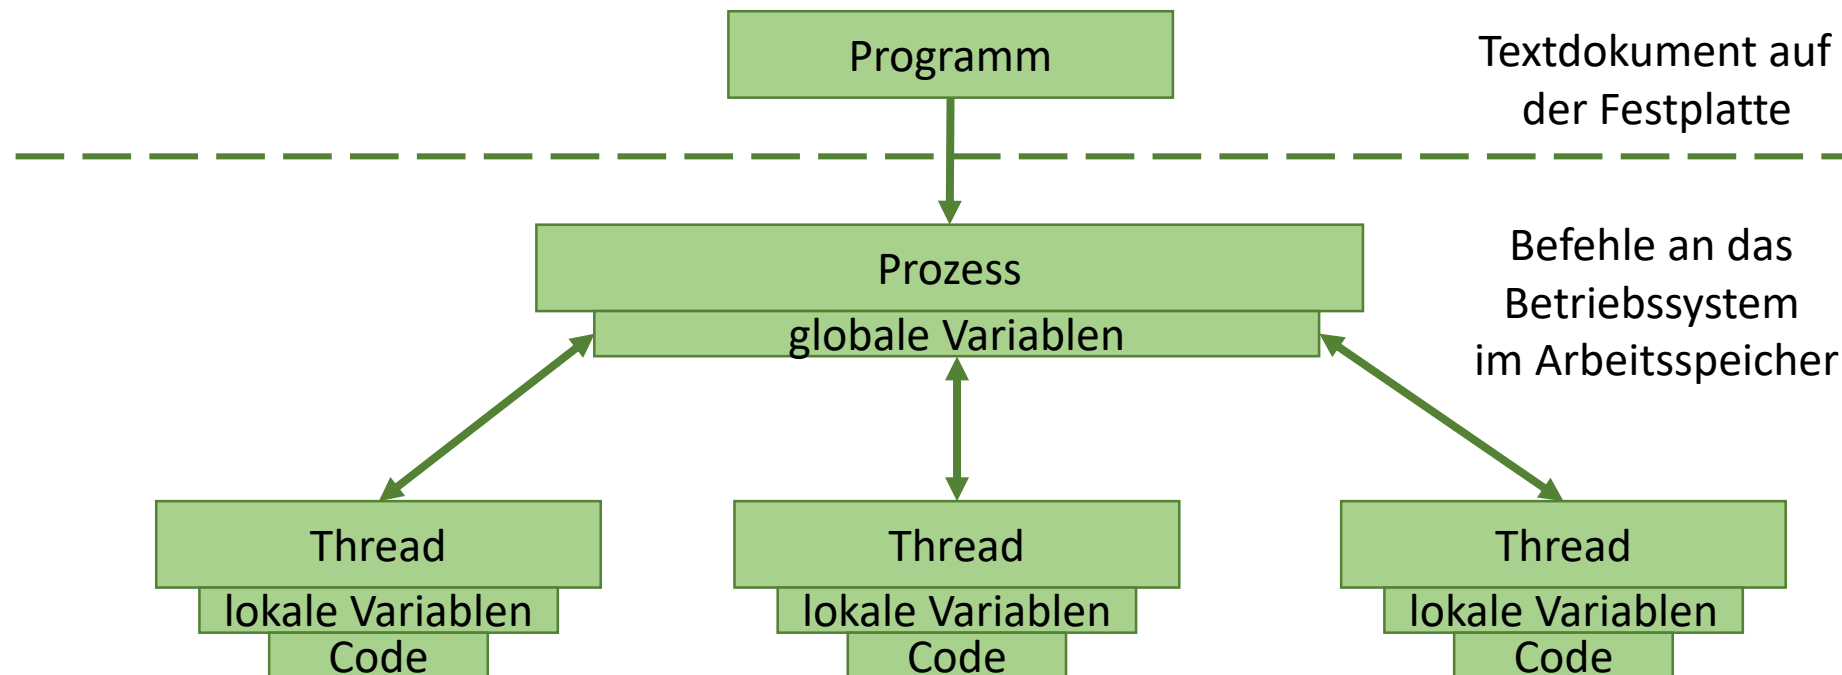 Programm
Textdokument auf
der Festplatte
Prozess
globale Variablen
Befehle an das
Betriebssystem
im Arbeitsspeicher
Thread
lokale Variablen
Code
Thread
lokale Variablen
Code
Thread
lokale Variablen
Code